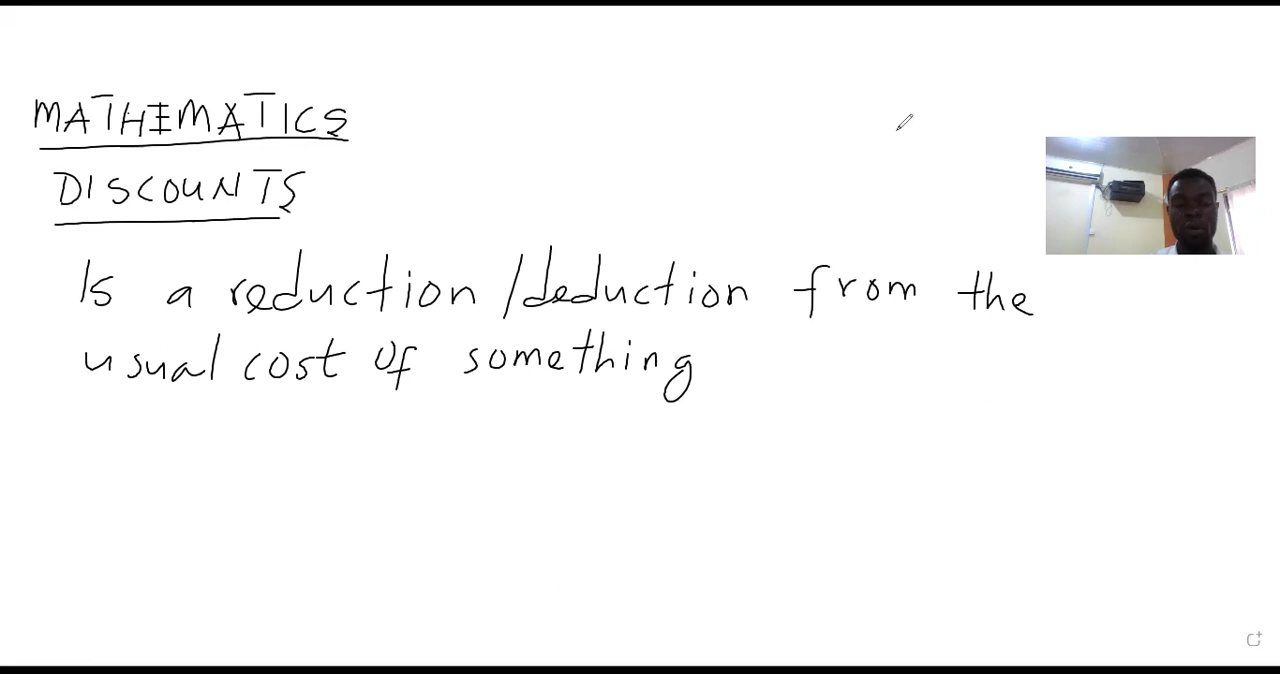 MATHEMATICS
DISCOUNTS
Is a reduction/deduction from the
usual cost of something